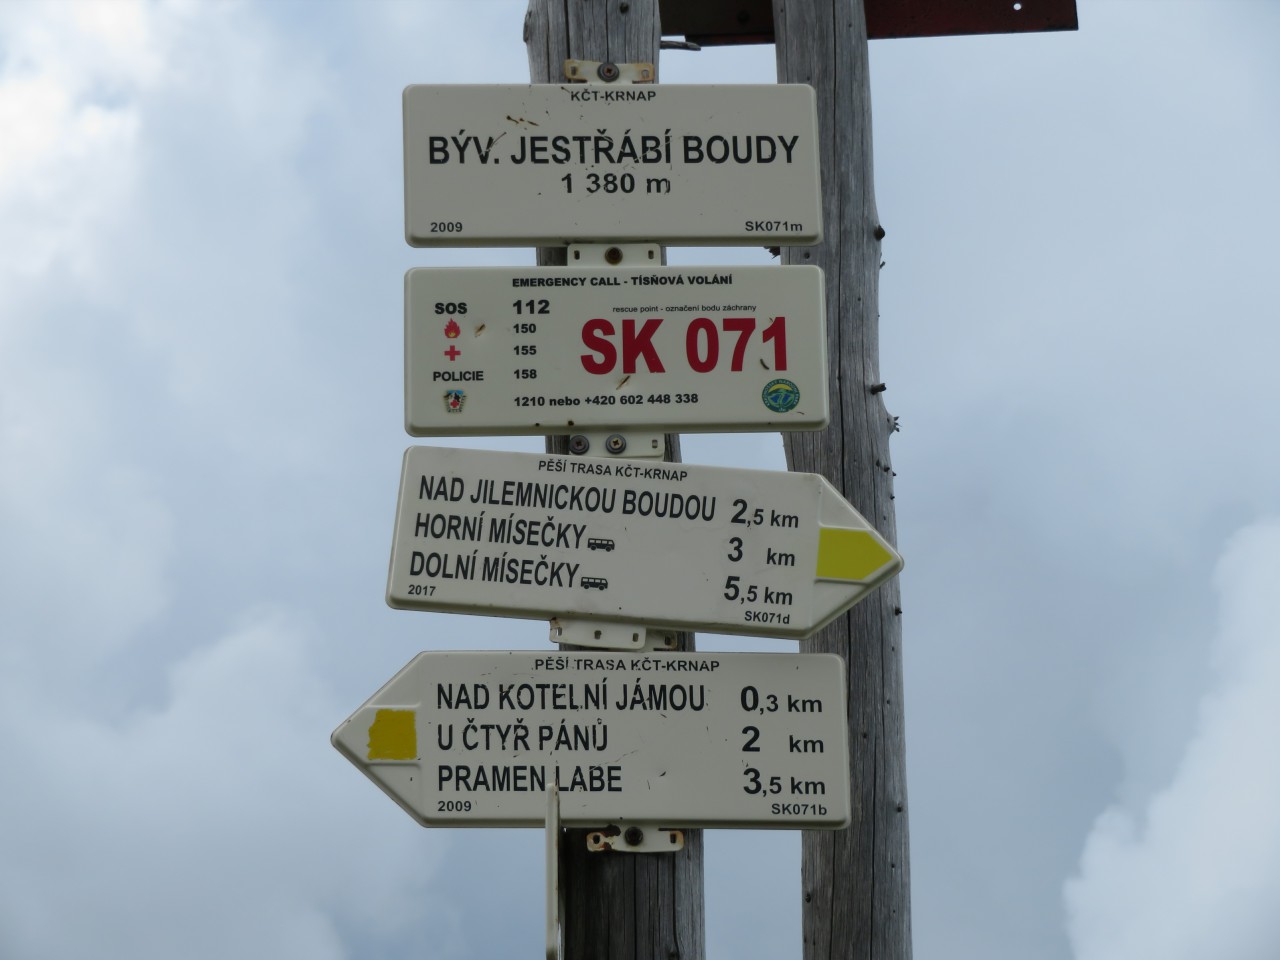 KČT-KRNAP
BÝV. JESTŘÁBÍ BOUDY
1 380 m
2009 SK071m
EMERGENCY CALL - TÍSŇOVÁ VOLÁNÍ
SOS 112 rescue point - označení bodu záchrany
150 SK 071
155
POLICIE 158
1210 nebo +420 602 448 338
PĚŠÍ TRASA KČT-KRNAP
NAD JILEMNICKOU BOUDOU 2,5 km
HORNÍ MÍSEČKY 3 km
DOLNÍ MÍSEČKY 5,5 km
2017 SK071d
PĚŠÍ TRASA KČT-KRNAP
NAD KOTELNÍ JÁMOU 0,3 km
U ČTYŘ PÁNŮ 2 km
PRAMEN LABE 3,5 km
2009 SK071b